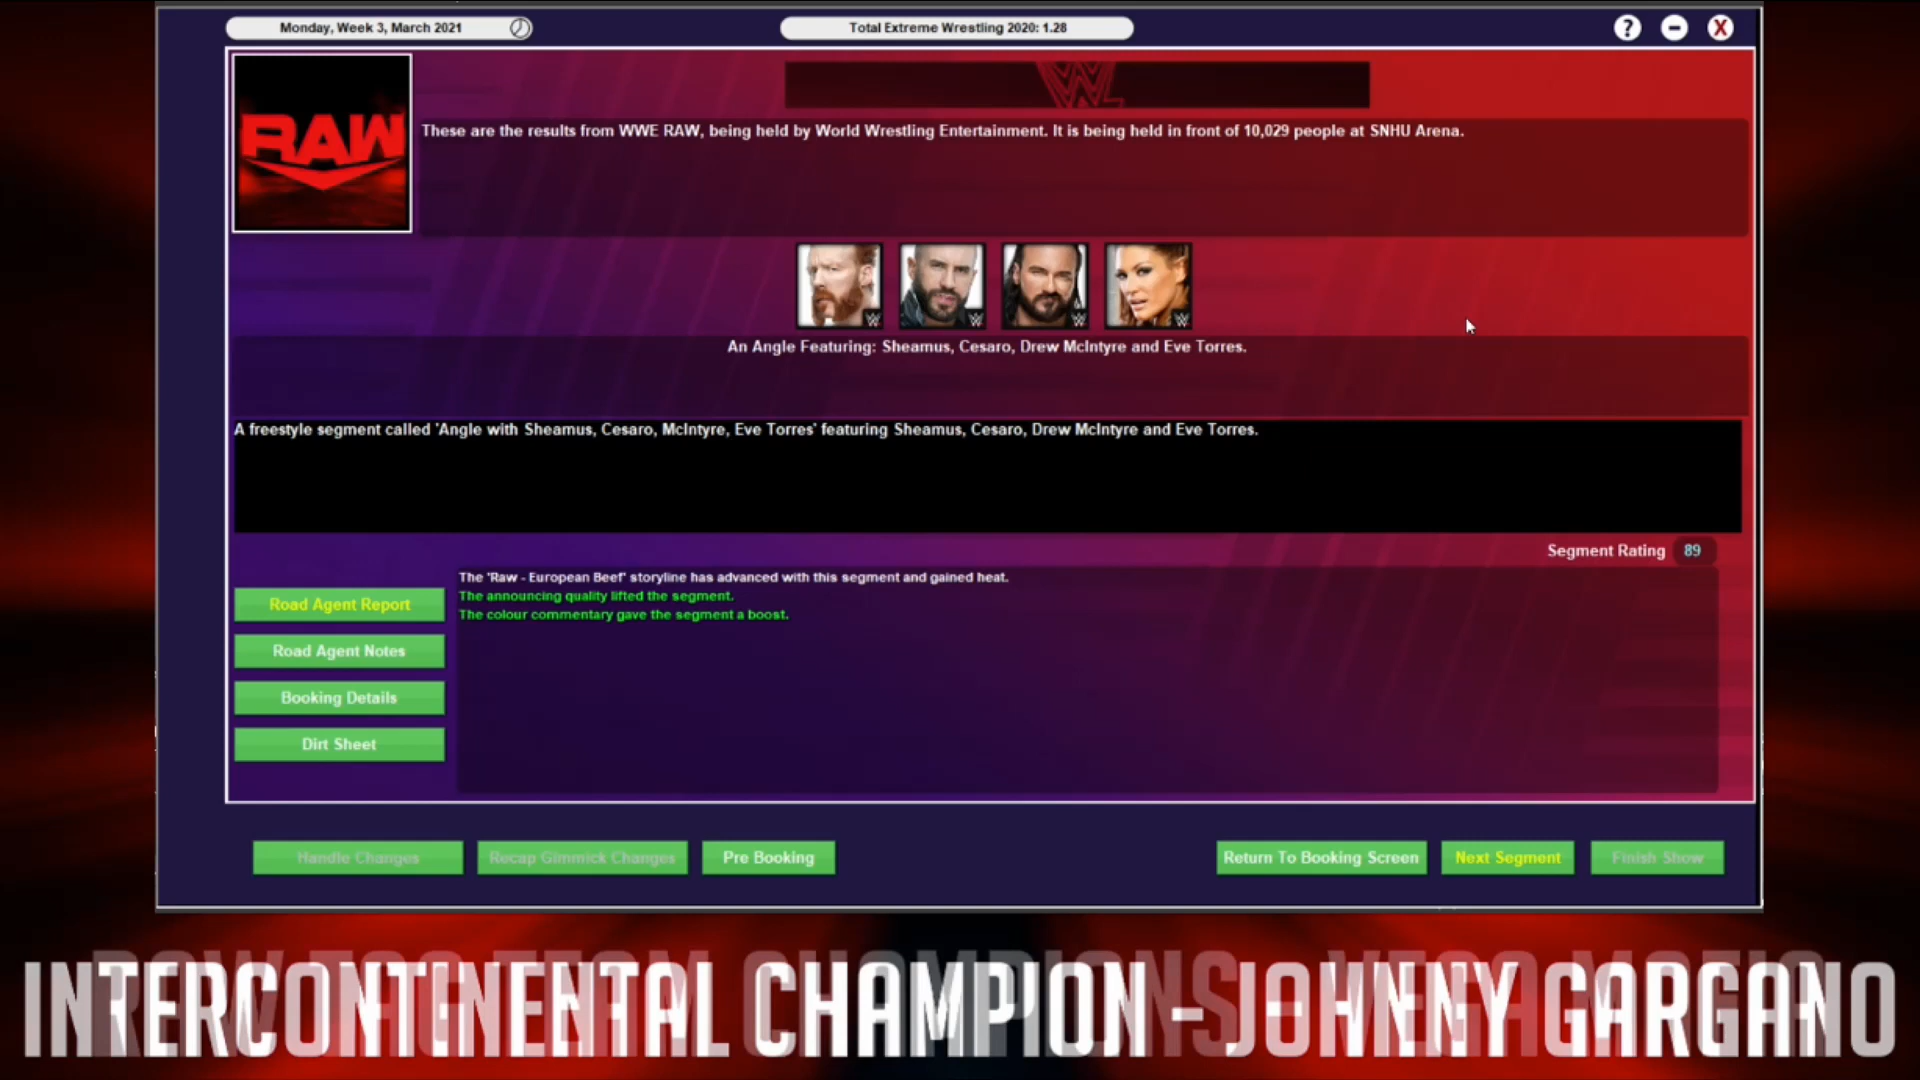 Monday, Week 3, March 2021
Total Extreme Wrestling 2020: 1.28
? − X
RAW
These are the results from WWE RAW, being held by World Wrestling Entertainment. It is being held in front of 10,029 people at SNHU Arena.
An Angle Featuring: Sheamus, Cesaro, Drew McIntyre and Eve Torres.
A freestyle segment called 'Angle with Sheamus, Cesaro, McIntyre, Eve Torres' featuring Sheamus, Cesaro, Drew McIntyre and Eve Torres.
Segment Rating 89
The 'Raw - European Beef' storyline has advanced with this segment and gained heat.
The announcing quality lifted the segment.
The colour commentary gave the segment a boost.
Road Agent Report
Road Agent Notes
Booking Details
Dirt Sheet
Handle Changes
Recap Gimmick Changes
Pre Booking
Return To Booking Screen
Next Segment
Finish Show
INTERCONTINENTAL CHAMPION - JOHNNY GARGANO